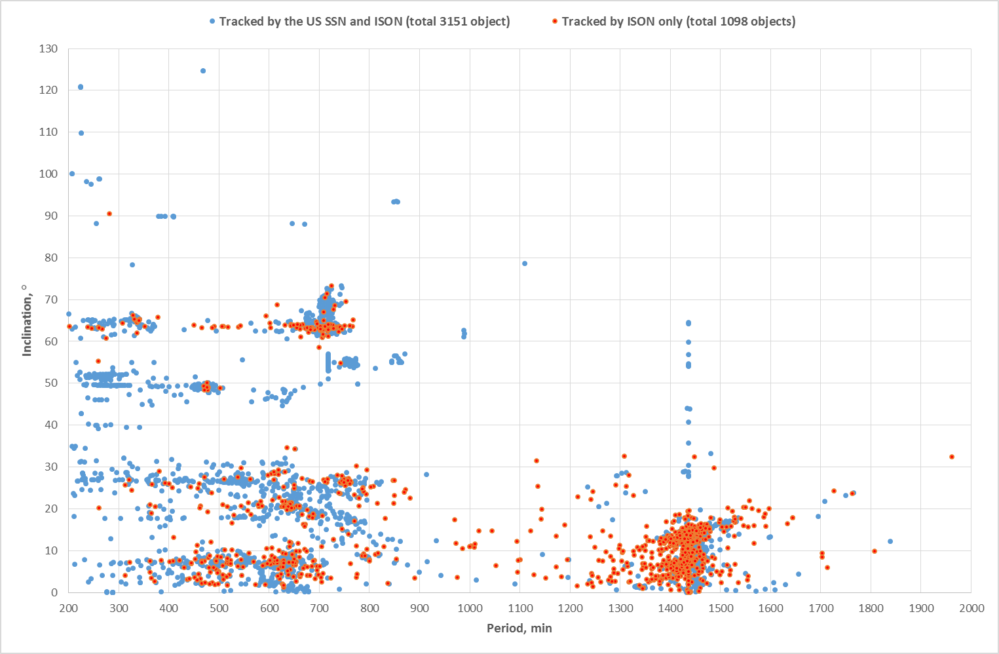 Tracked by the US SSN and ISON (total 3151 object)
Tracked by ISON only (total 1098 objects)
130
120
110
100
90
80
70
60
50
40
30
20
10
0
Inclination, °
200 300 400 500 600 700 800 900 1000 1100 1200 1300 1400 1500 1600 1700 1800 1900 2000
Period, min